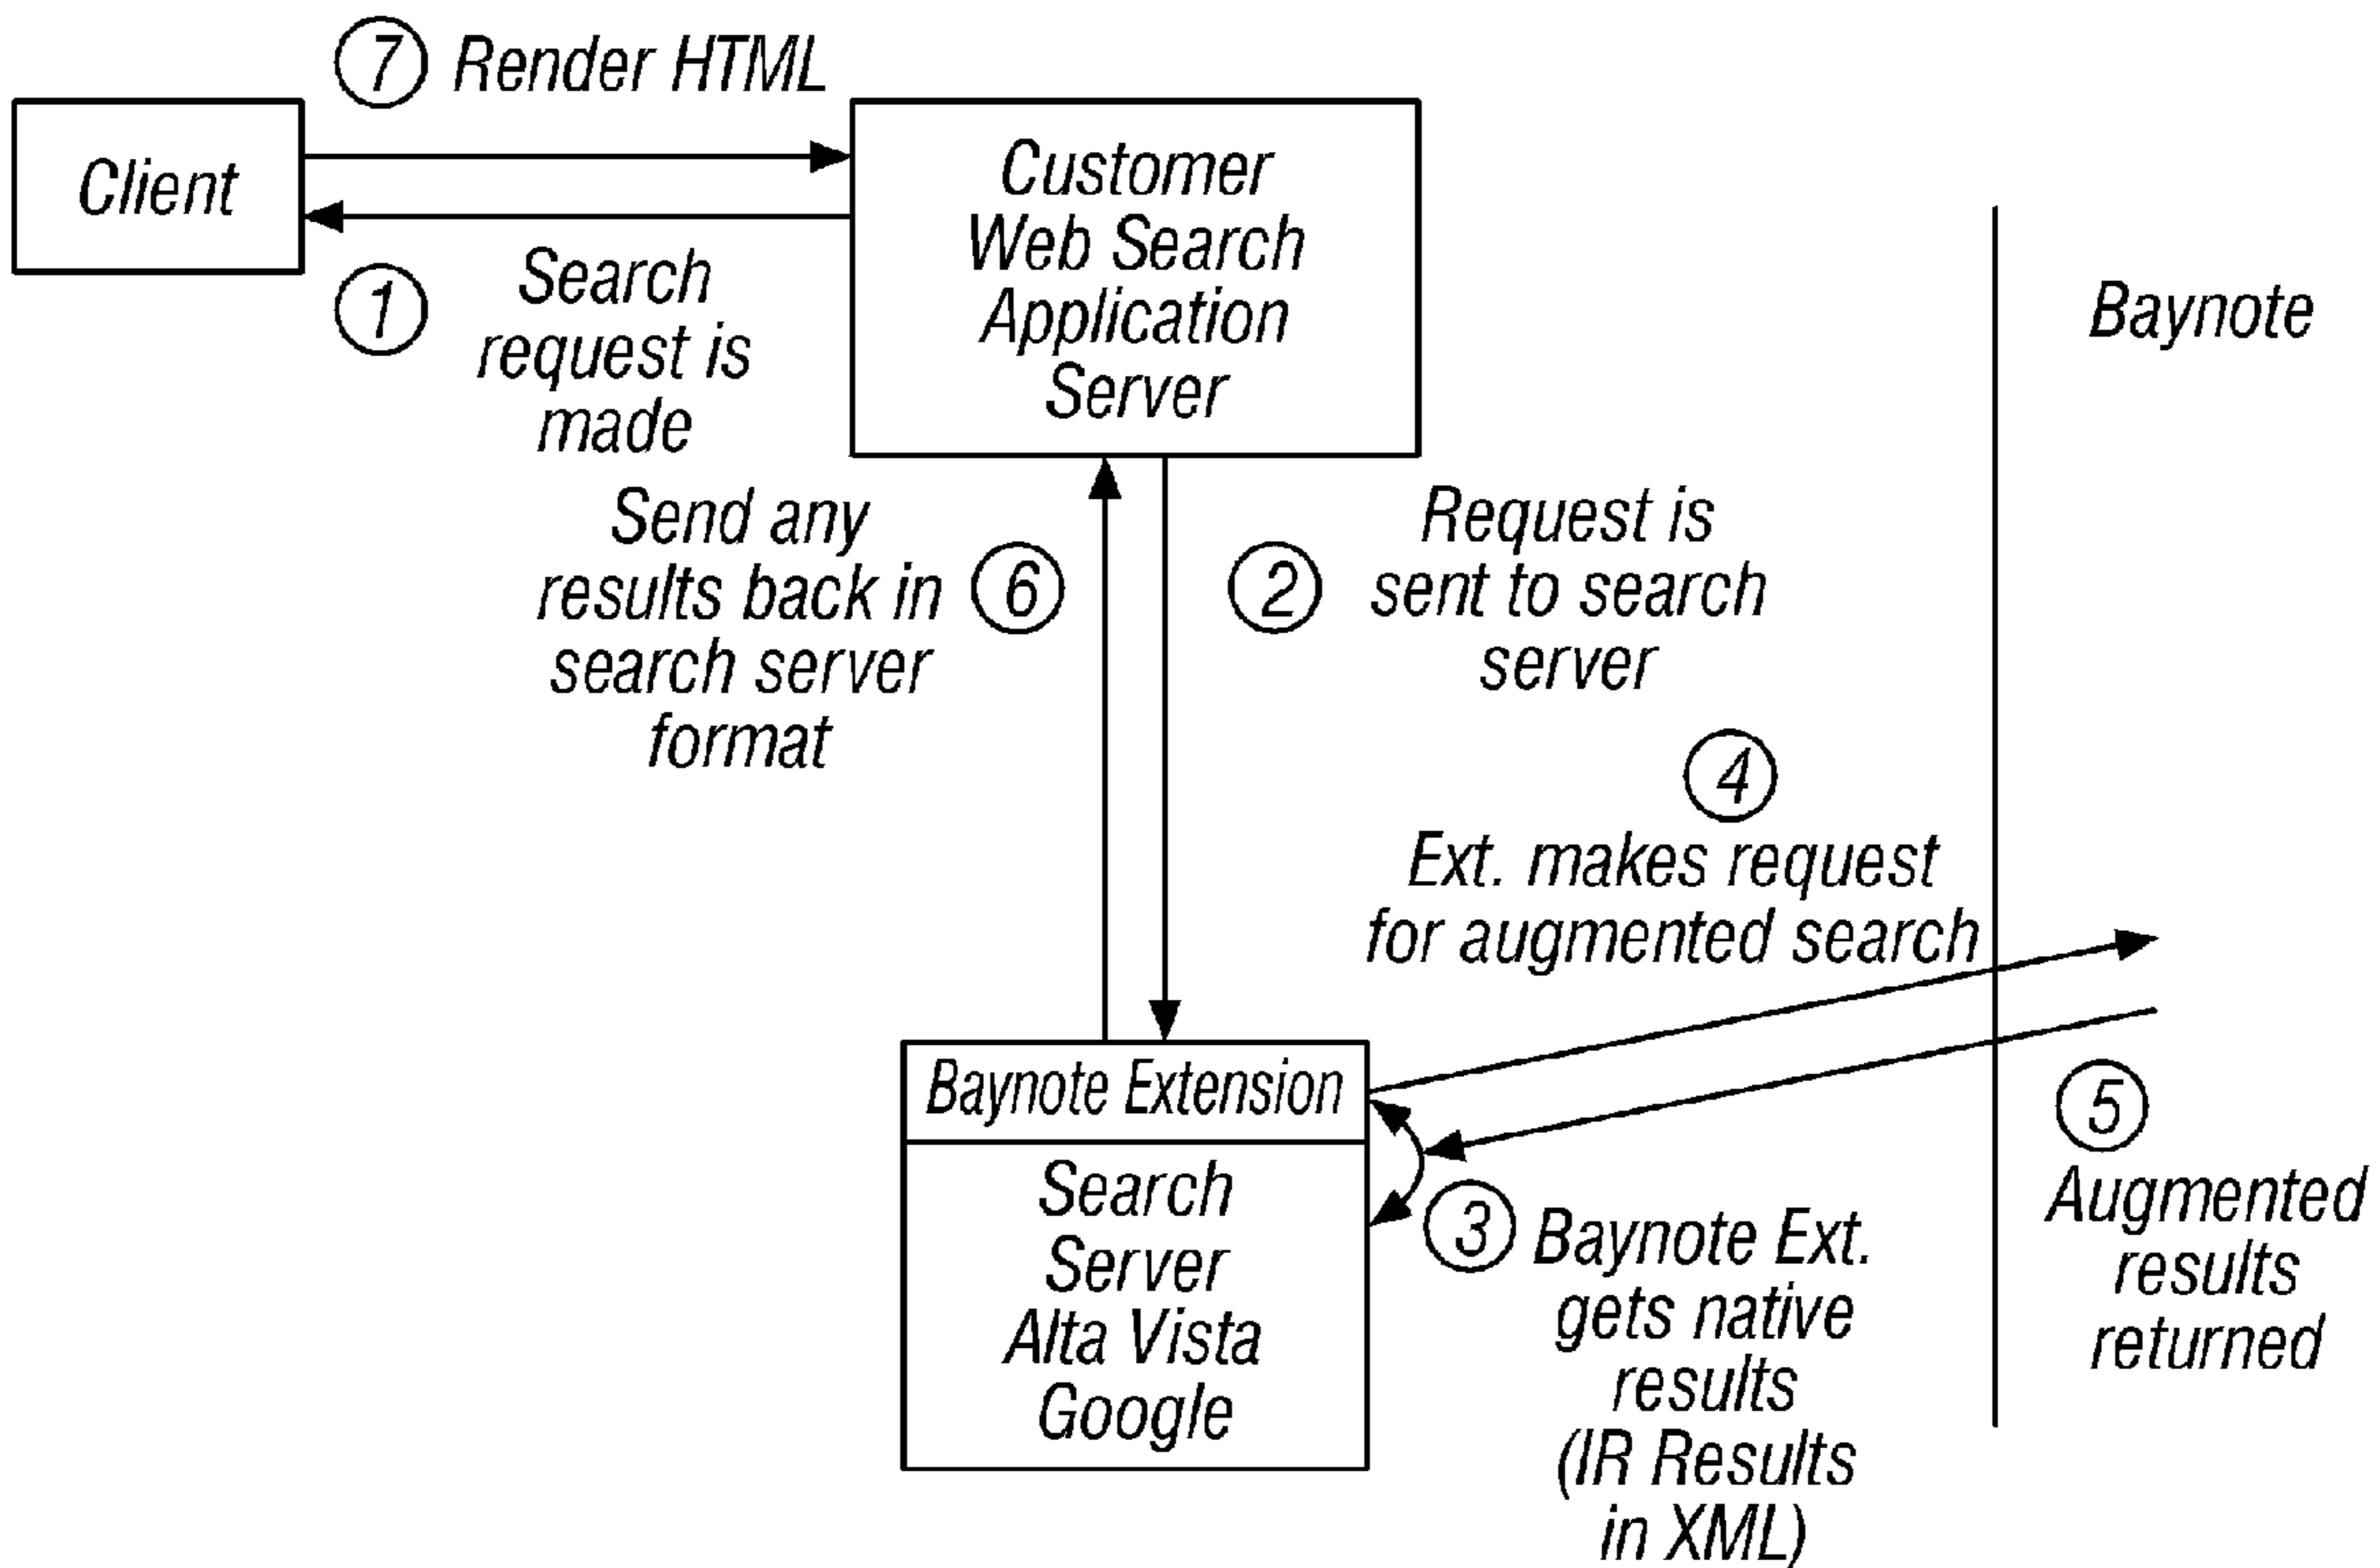 7 Render HTML
Client
Customer
Web Search
Application
Server
1
Search
request is
made
Baynote
Send any
results back in
search server
format
6
2
Request is
sent to search
server
4
Ext. makes request
for augmented search
Baynote Extension
Search
Server
Alta Vista
Google
3
Baynote Ext.
gets native
results
(IR Results
in XML)
5
Augmented
results
returned